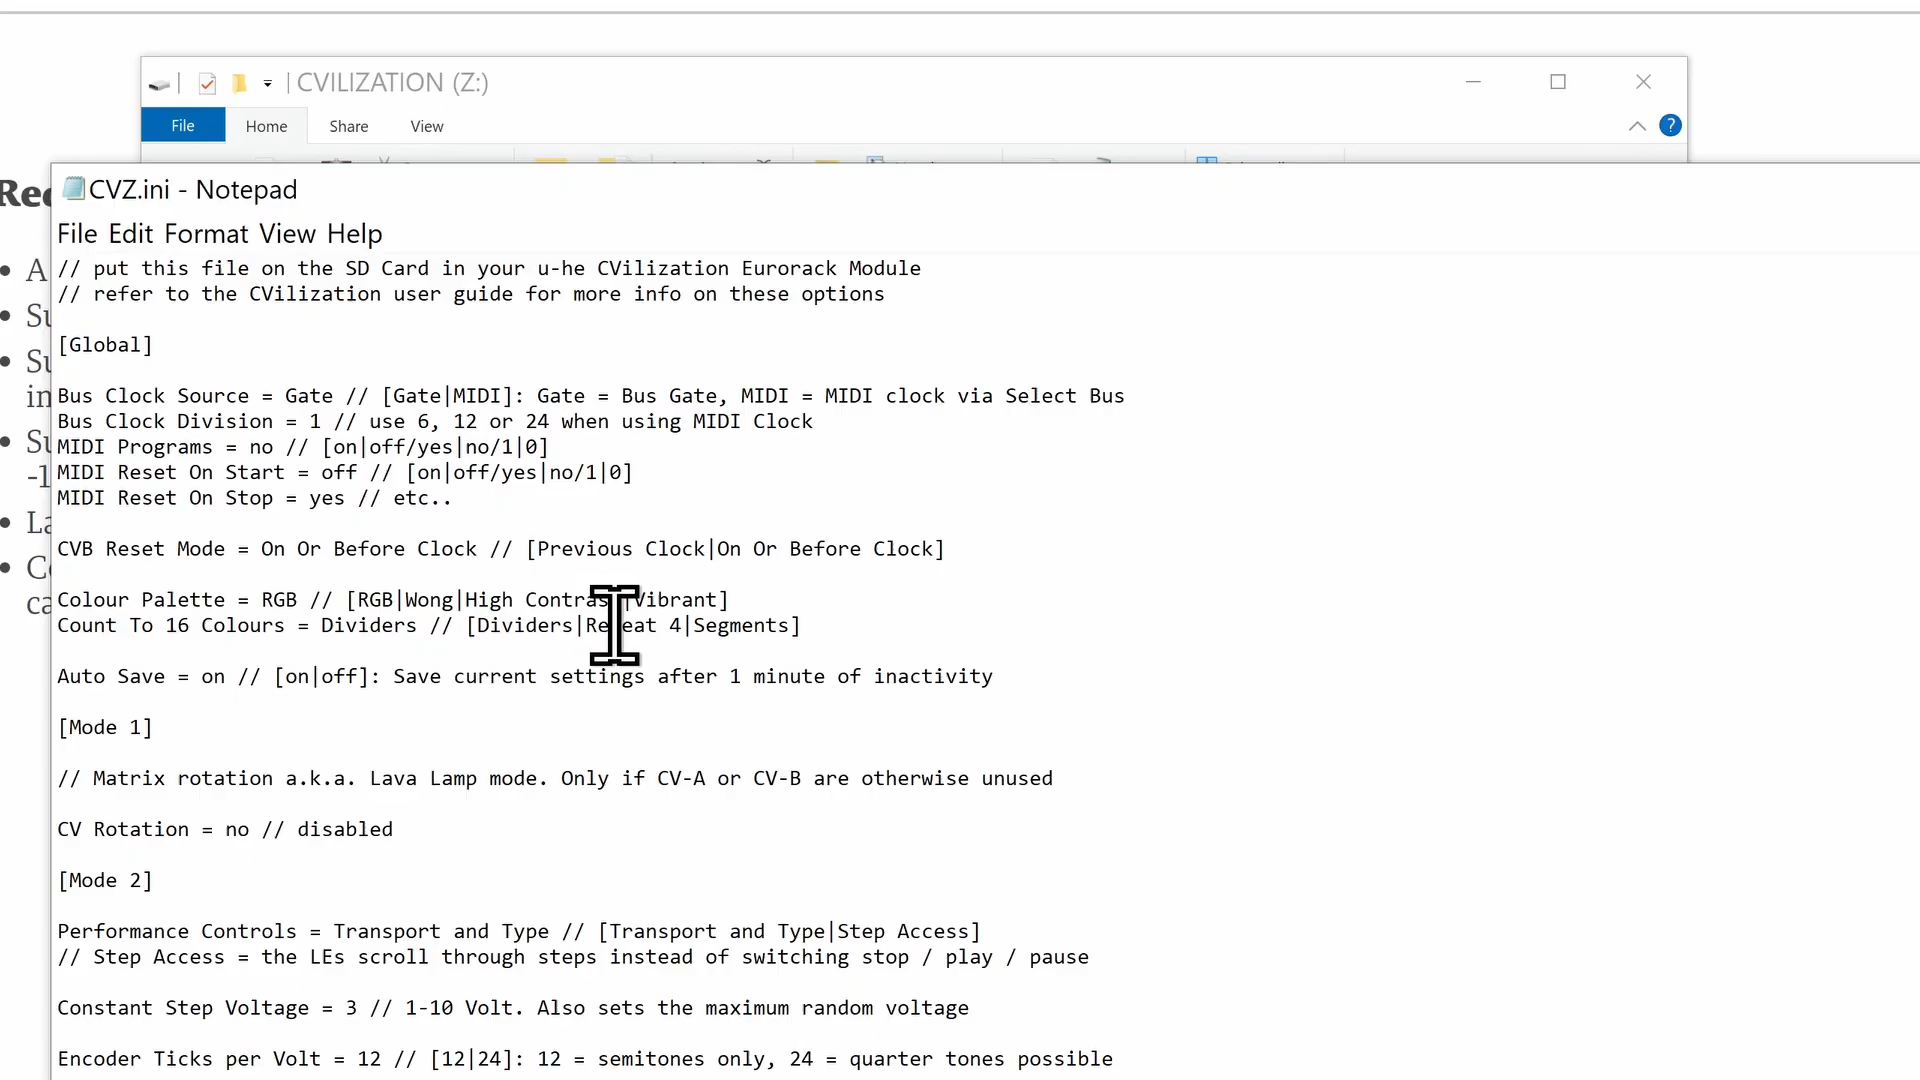 CVILIZATION (Z:)
File Home Share View
CVZ.ini - Notepad
File Edit Format View Help
// put this file on the SD Card in your u-he CVilization Eurorack Module
// refer to the CVilization user guide for more info on these options
[Global]
Bus Clock Source = Gate // [Gate|MIDI]: Gate = Bus Gate, MIDI = MIDI clock via Select Bus
Bus Clock Division = 1 // use 6, 12 or 24 when using MIDI Clock
MIDI Programs = no // [on|off/yes|no/1|0]
MIDI Reset On Start = off // [on|off/yes|no/1|0]
MIDI Reset On Stop = yes // etc..
CVB Reset Mode = On Or Before Clock // [Previous Clock|On Or Before Clock]
Colour Palette = RGB // [RGB|Wong|High Contrast|Vibrant]
Count To 16 Colours = Dividers // [Dividers|Repeat 4|Segments]
Auto Save = on // [on|off]: Save current settings after 1 minute of inactivity
[Mode 1]
// Matrix rotation a.k.a. Lava Lamp mode. Only if CV-A or CV-B are otherwise unused
CV Rotation = no // disabled
[Mode 2]
Performance Controls = Transport and Type // [Transport and Type|Step Access]
// Step Access = the LEs scroll through steps instead of switching stop / play / pause
Constant Step Voltage = 3 // 1-10 Volt. Also sets the maximum random voltage
Encoder Ticks per Volt = 12 // [12|24]: 12 = semitones only, 24 = quarter tones possible